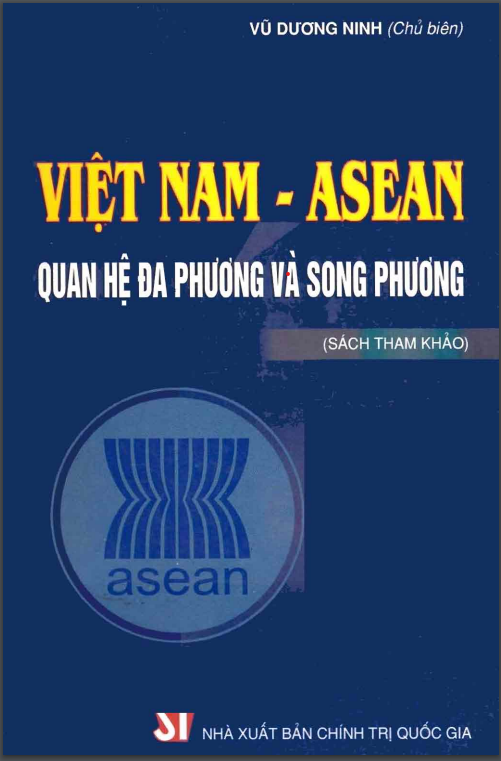 VŨ DƯƠNG NINH (Chủ biên)
VIỆT NAM - ASEAN
QUAN HỆ ĐA PHƯƠNG VÀ SONG PHƯƠNG
(SÁCH THAM KHẢO)
asean
NHÀ XUẤT BẢN CHÍNH TRỊ QUỐC GIA